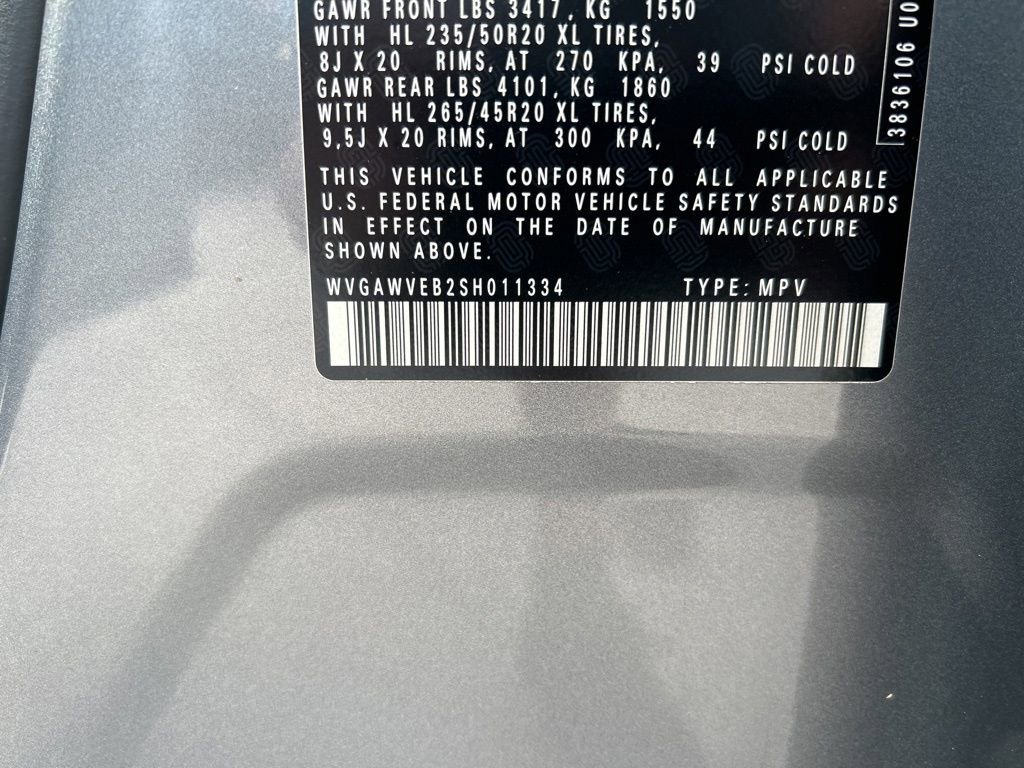 GAWR FRONT LBS 3417, KG 1550
WITH HL 235/50R20 XL TIRES,
8J X 20 RIMS, AT 270 KPA, 39 PSI COLD
GAWR REAR LBS 4101, KG 1860
WITH HL 265/45R20 XL TIRES,
9,5J X 20 RIMS, AT 300 KPA, 44 PSI COLD
THIS VEHICLE CONFORMS TO ALL APPLICABLE
U.S. FEDERAL MOTOR VEHICLE SAFETY STANDARDS
IN EFFECT ON THE DATE OF MANUFACTURE
SHOWN ABOVE.
WVGAWVEB2SH011334 TYPE: MPV
3836106 U0